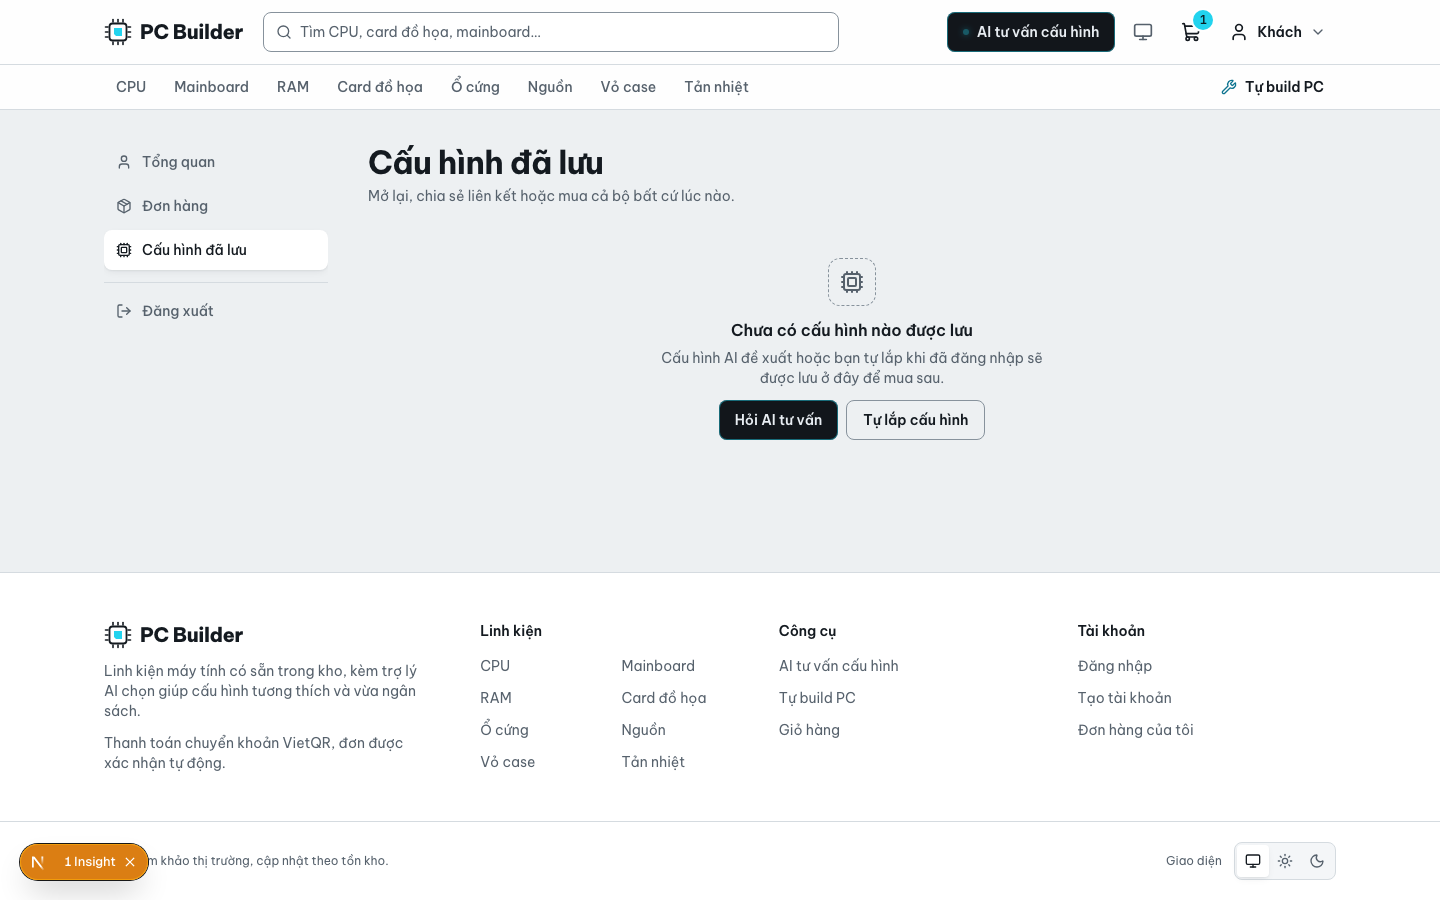 PC Builder
Tìm CPU, card đồ họa, mainboard...
AI tư vấn cấu hình
1
Khách
CPU
Mainboard
RAM
Card đồ họa
Ổ cứng
Nguồn
Vỏ case
Tản nhiệt
Tự build PC
Tổng quan
Đơn hàng
Cấu hình đã lưu
Đăng xuất
Cấu hình đã lưu
Mở lại, chia sẻ liên kết hoặc mua cả bộ bất cứ lúc nào.
Chưa có cấu hình nào được lưu
Cấu hình AI đề xuất hoặc bạn tự lắp khi đã đăng nhập sẽ
được lưu ở đây để mua sau.
Hỏi AI tư vấn
Tự lắp cấu hình
PC Builder
Linh kiện máy tính có sẵn trong kho, kèm trợ lý
AI chọn giúp cấu hình tương thích và vừa ngân
sách.
Thanh toán chuyển khoản VietQR, đơn được
xác nhận tự động.
Linh kiện
CPU
Mainboard
RAM
Card đồ họa
Ổ cứng
Nguồn
Vỏ case
Tản nhiệt
Công cụ
AI tư vấn cấu hình
Tự build PC
Giỏ hàng
Tài khoản
Đăng nhập
Tạo tài khoản
Đơn hàng của tôi
N 1 Insight
khảo thị trường, cập nhật theo tồn kho.
Giao diện